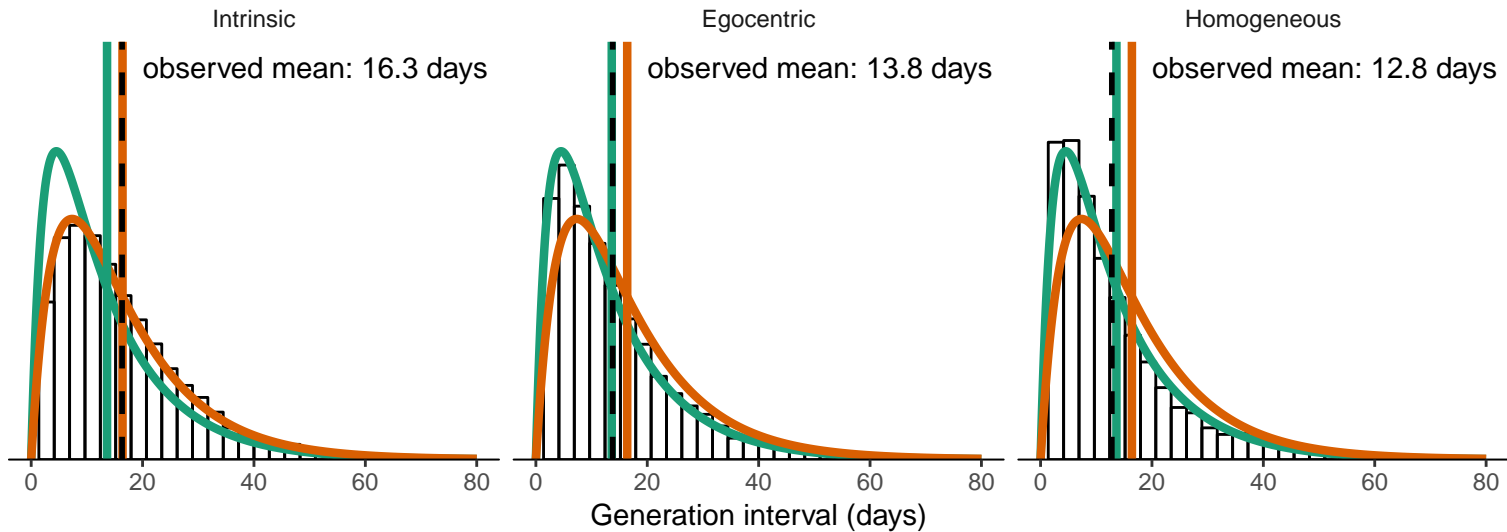 Intrinsic
Egocentric
Homogeneous
observed mean: 16.3 days
observed mean: 13.8 days
observed mean: 12.8 days
0 20 40 60 80
0 20 40 60 80
0 20 40 60 80
Generation interval (days)